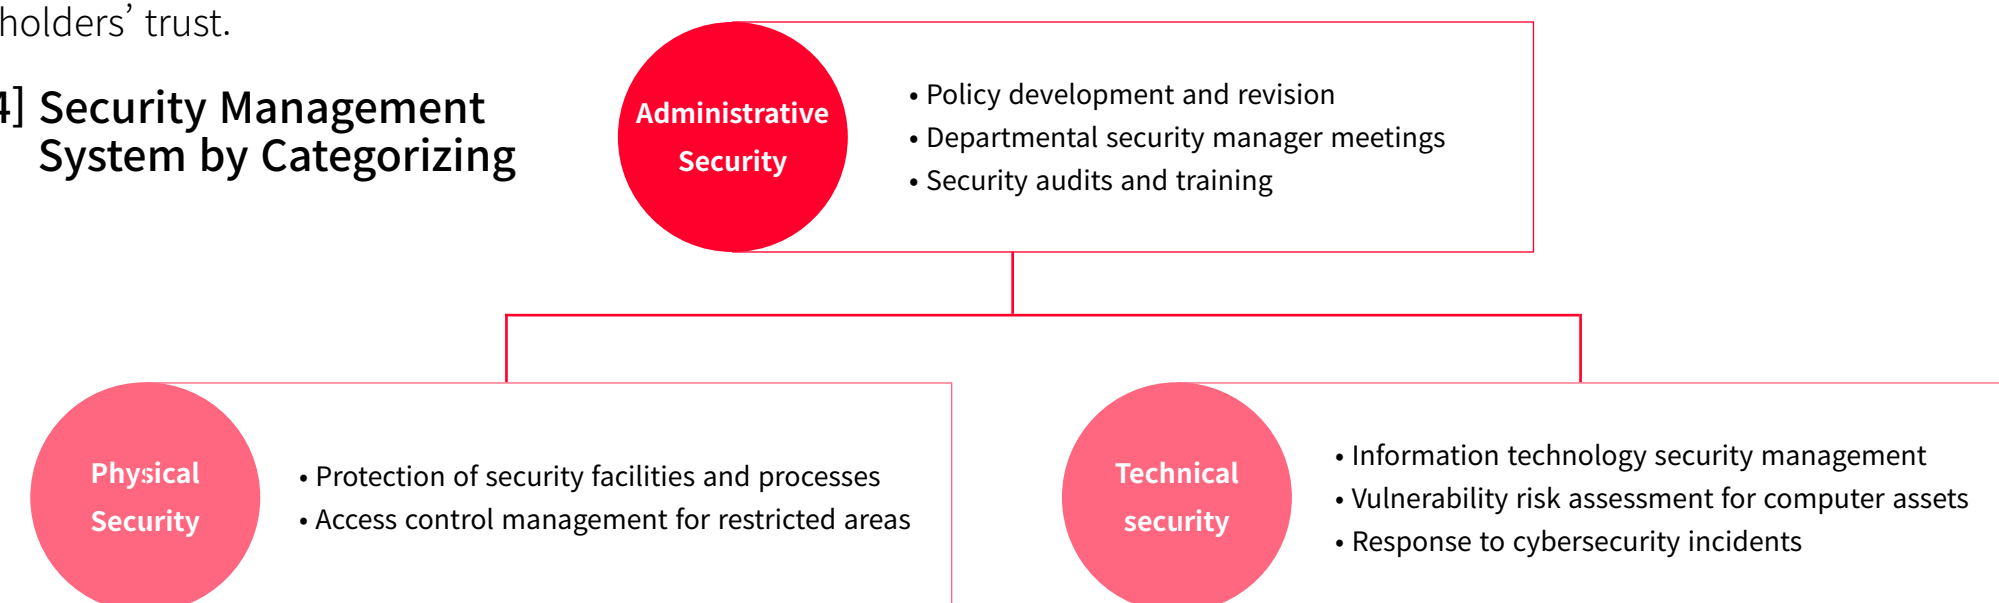 holders’ trust.
4] Security Management
System by Categorizing
Administrative
Security
• Policy development and revision
• Departmental security manager meetings
• Security audits and training
Physical
Security
• Protection of security facilities and processes
• Access control management for restricted areas
Technical
security
• Information technology security management
• Vulnerability risk assessment for computer assets
• Response to cybersecurity incidents